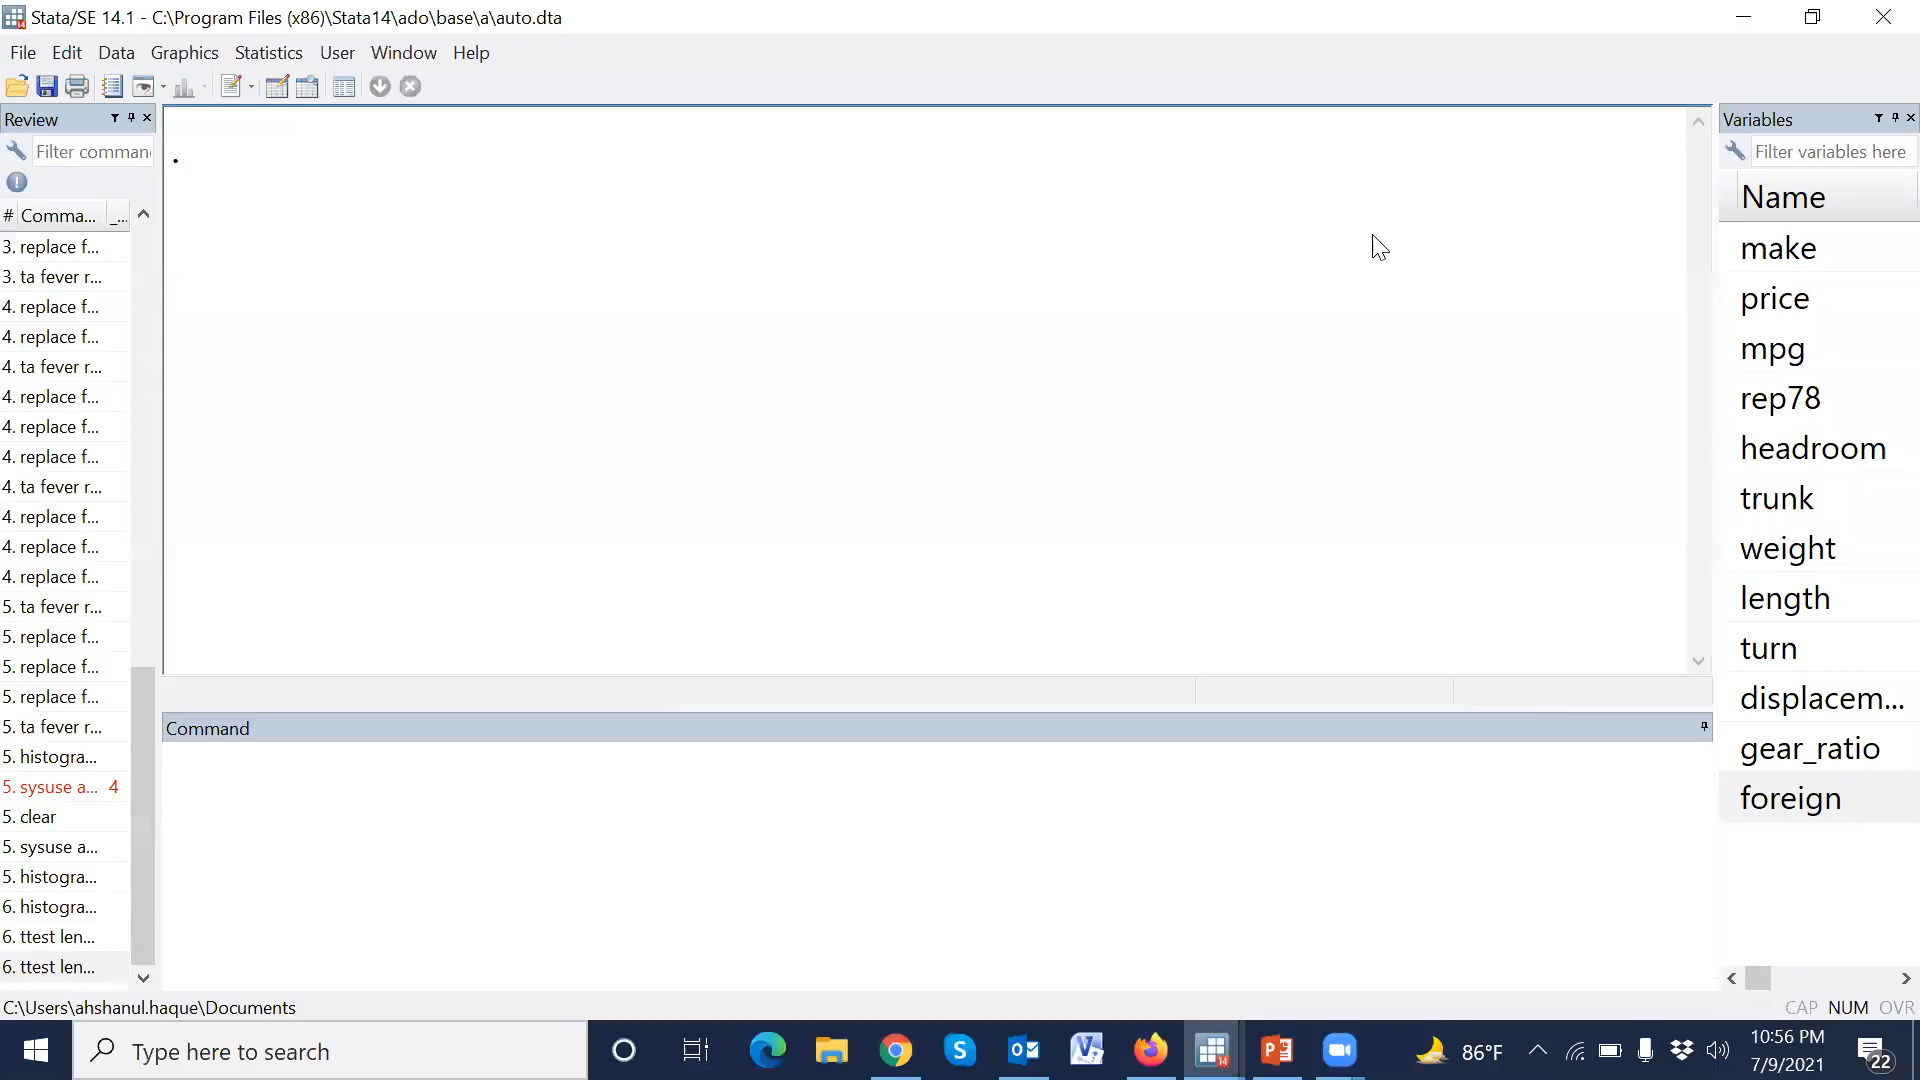 Stata/SE 14.1 - C:\Program Files (x86)\Stata14\ado\base\a\auto.dta
File Edit Data Graphics Statistics User Window Help
Review
Filter comman
# Comma... _...
3. replace f...
3. ta fever r...
4. replace f...
4. replace f...
4. ta fever r...
4. replace f...
4. replace f...
4. replace f...
4. ta fever r...
4. replace f...
4. replace f...
4. replace f...
5. ta fever r...
5. replace f...
5. replace f...
5. replace f...
5. ta fever r...
5. histogra...
5. sysuse a... 4
5. clear
5. sysuse a...
5. histogra...
6. histogra...
6. ttest len...
6. ttest len...
.
Command
Variables
Filter variables here
Name
make
price
mpg
rep78
headroom
trunk
weight
length
turn
displacem...
gear_ratio
foreign
C:\Users\ahshanul.haque\Documents
CAP NUM OVR
Type here to search
86°F
10:56 PM
7/9/2021
22